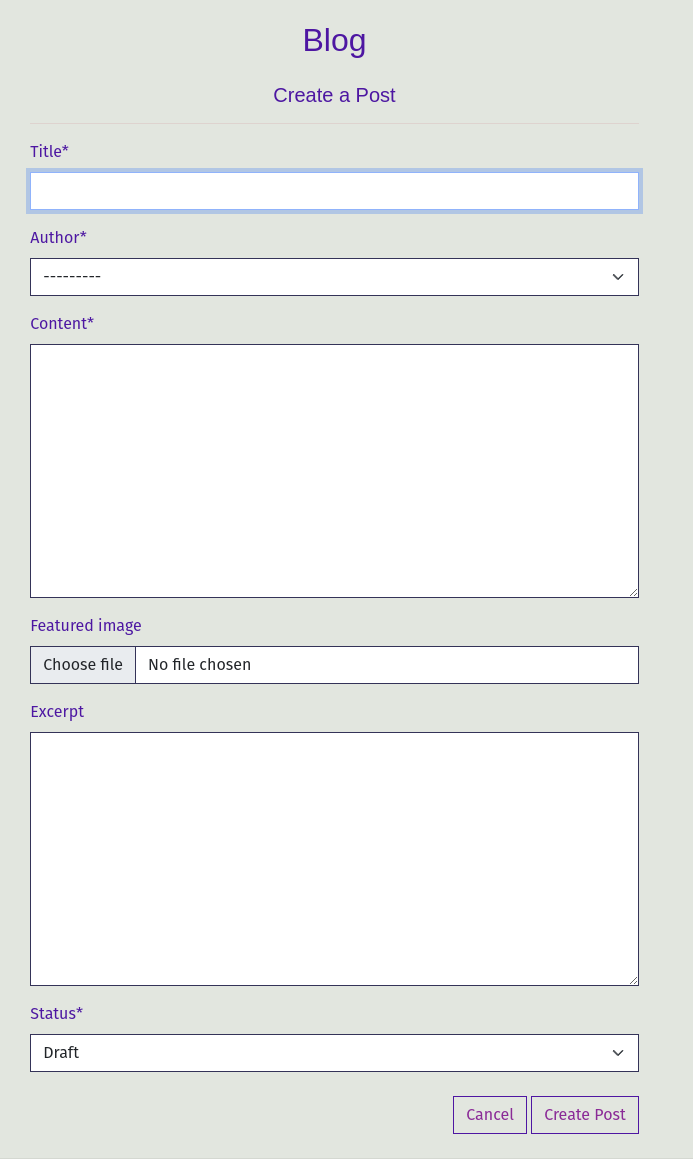 Blog
Create a Post
Title*
Author*
---------
Content*
Featured image
Choose file No file chosen
Excerpt
Status*
Draft
Cancel Create Post